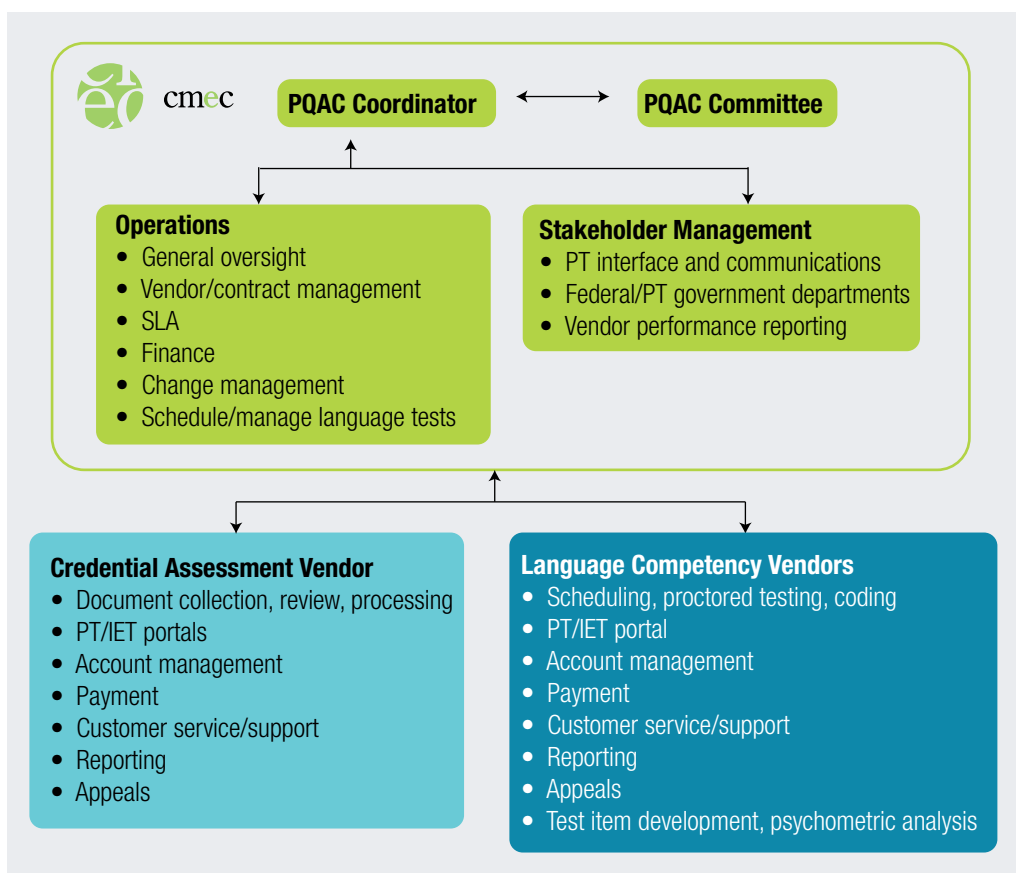 cmec
PQAC Coordinator
PQAC Committee
Operations
• General oversight
• Vendor/contract management
• SLA
• Finance
• Change management
• Schedule/manage language tests
Stakeholder Management
• PT interface and communications
• Federal/PT government departments
• Vendor performance reporting
Credential Assessment Vendor
• Document collection, review, processing
• PT/IET portals
• Account management
• Payment
• Customer service/support
• Reporting
• Appeals
Language Competency Vendors
• Scheduling, proctored testing, coding
• PT/IET portal
• Account management
• Payment
• Customer service/support
• Reporting
• Appeals
• Test item development, psychometric analysis